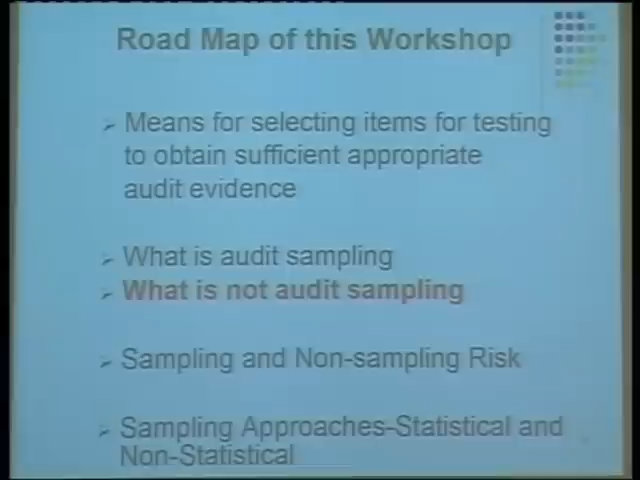 Road Map of this Workshop
Means for selecting items for testing
to obtain sufficient appropriate
audit evidence
What is audit sampling
What is not audit sampling
Sampling and Non-sampling Risk
Sampling Approaches-Statistical and
Non-Statistical